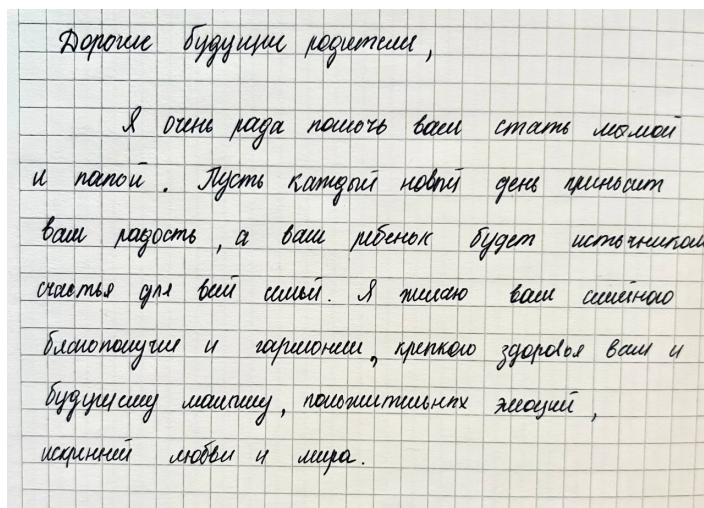 Дорогие будущие родители,
Я очень рада помочь вам стать мамой
и папой. Пусть каждый новый день приносит
вам радость, а ваш ребенок будет источником
счастья для всей семьи. Я желаю вам семейного
благополучия и гармонии, крепкого здоровья вам и
будущему малышу, положительных эмоций,
искренней любви и мира.